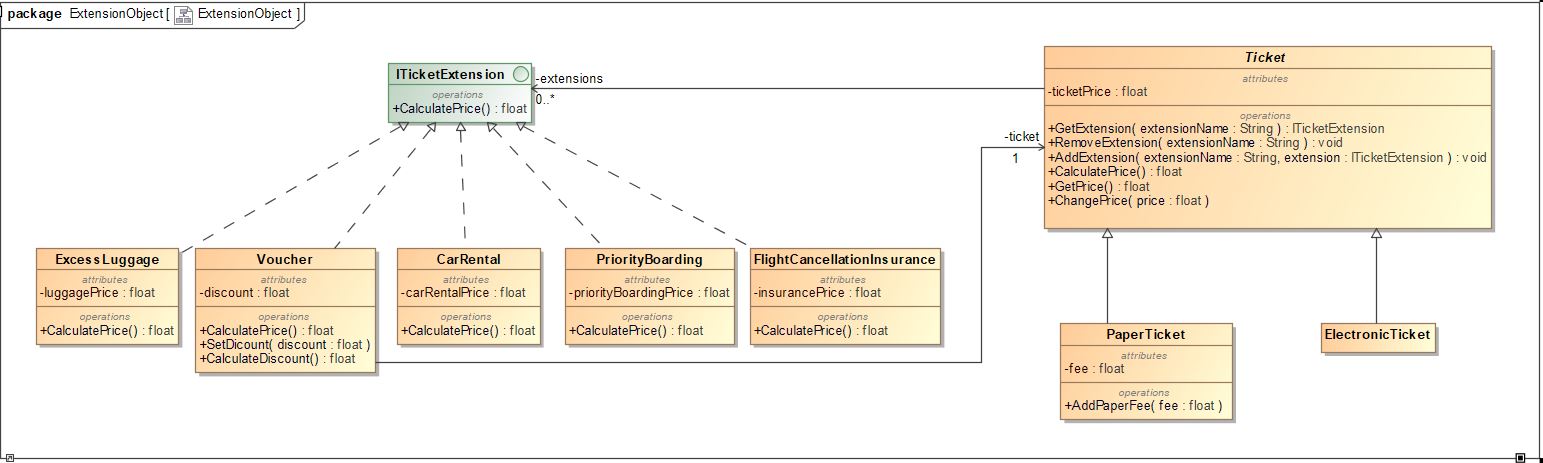 package ExtensionObject [ ExtensionObject ]
ITicketExtension
operations
+CalculatePrice() : float
-extensions
0..*
Ticket
attributes
-ticketPrice : float
operations
+GetExtension( extensionName : String ) : ITicketExtension
+RemoveExtension( extensionName : String ) : void
+AddExtension( extensionName : String, extension : ITicketExtension ) : void
+CalculatePrice() : float
+GetPrice() : float
+ChangePrice( price : float )
-ticket
1
ExcessLuggage
attributes
-luggagePrice : float
operations
+CalculatePrice() : float
Voucher
attributes
-discount : float
operations
+CalculatePrice() : float
+SetDicount( discount : float )
+CalculateDiscount() : float
CarRental
attributes
-carRentalPrice : float
operations
+CalculatePrice() : float
PriorityBoarding
attributes
-priorityBoardingPrice : float
operations
+CalculatePrice() : float
FlightCancellationInsurance
attributes
-insurancePrice : float
operations
+CalculatePrice() : float
PaperTicket
attributes
-fee : float
operations
+AddPaperFee( fee : float )
ElectronicTicket